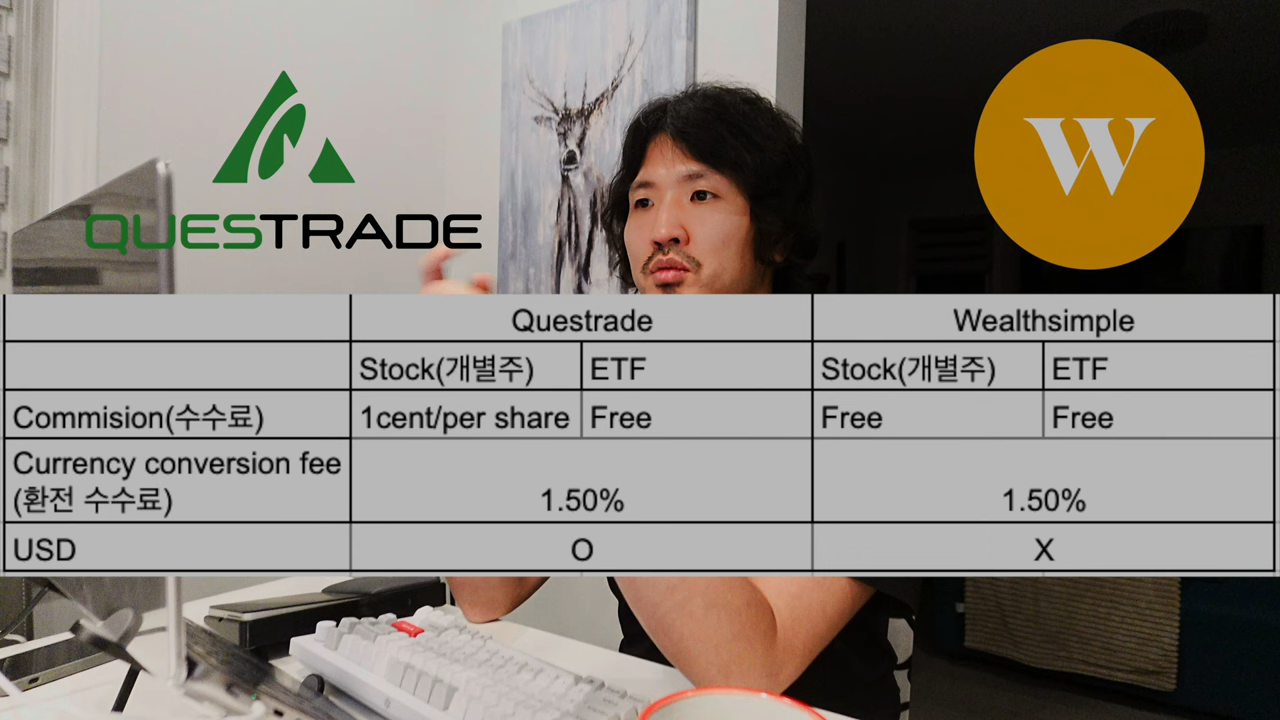 QUESTRADE
W
Questrade Wealthsimple
Stock(개별주) ETF Stock(개별주) ETF
Commision(수수료) 1cent/per share Free Free Free
Currency conversion fee
(환전 수수료) 1.50% 1.50%
USD O X